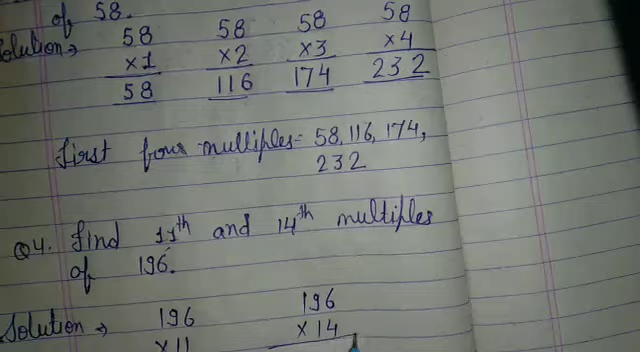 of 58.
Solution → 58 58 58 58
×1 ×2 ×3 ×4
58 116 174 232
First four multiples- 58, 116, 174,
232
Q4. Find 11th and 14th multiples
of 196.
Solution → 196 196
×11 ×14